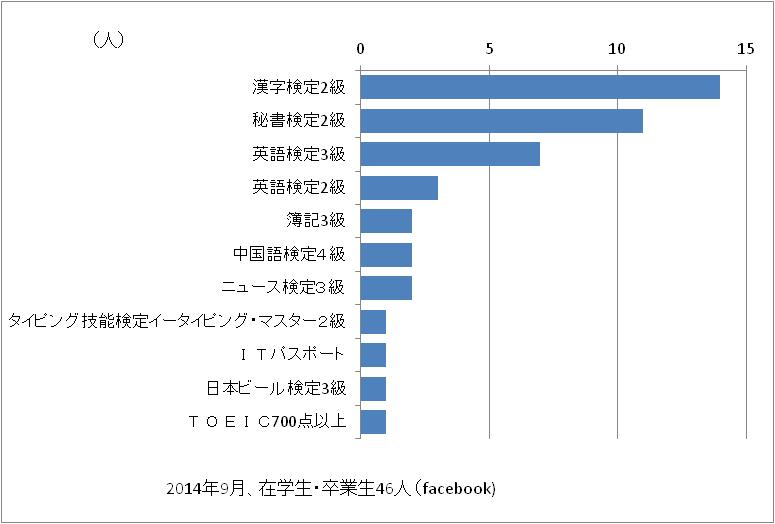 （人）
0 5 10 15
漢字検定2級
秘書検定2級
英語検定3級
英語検定2級
簿記3級
中国語検定４級
ニュース検定３級
タイピング技能検定イータイピング・マスター２級
ＩＴパスポート
日本ビール検定3級
ＴＯＥＩＣ700点以上
2014年9月、在学生・卒業生46人（facebook)